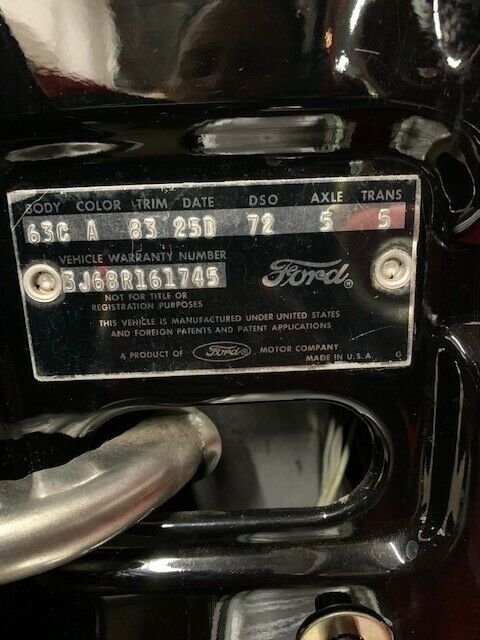 BODY COLOR TRIM DATE DSO AXLE TRANS
63C A 83 25D 72 5 5
VEHICLE WARRANTY NUMBER
3J68R161745
Ford
NOT FOR TITLE OR
REGISTRATION PURPOSES
THIS VEHICLE IS MANUFACTURED UNDER UNITED STATES
AND FOREIGN PATENTS AND PATENT APPLICATIONS
A PRODUCT OF Ford MOTOR COMPANY
MADE IN U.S.A. G